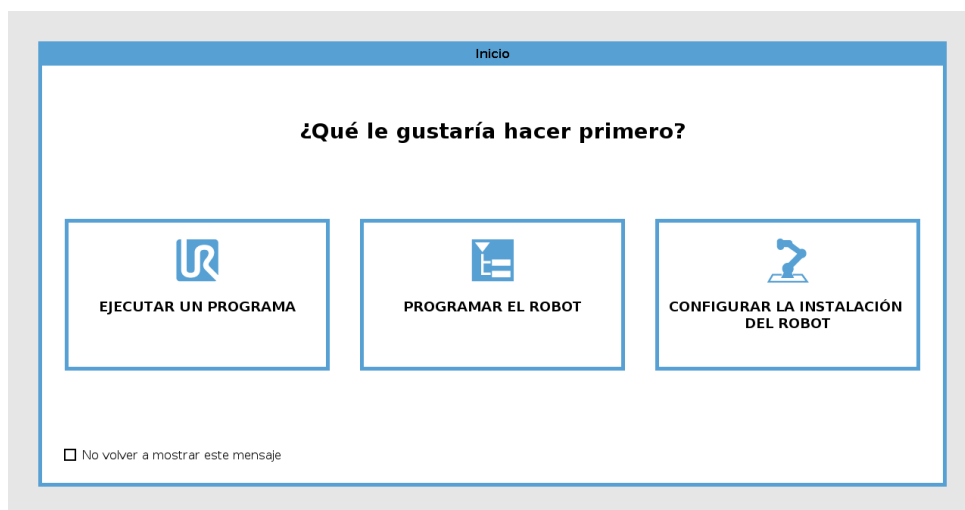 Inicio
¿Qué le gustaría hacer primero?
EJECUTAR UN PROGRAMA
PROGRAMAR EL ROBOT
CONFIGURAR LA INSTALACIÓN
DEL ROBOT
No volver a mostrar este mensaje